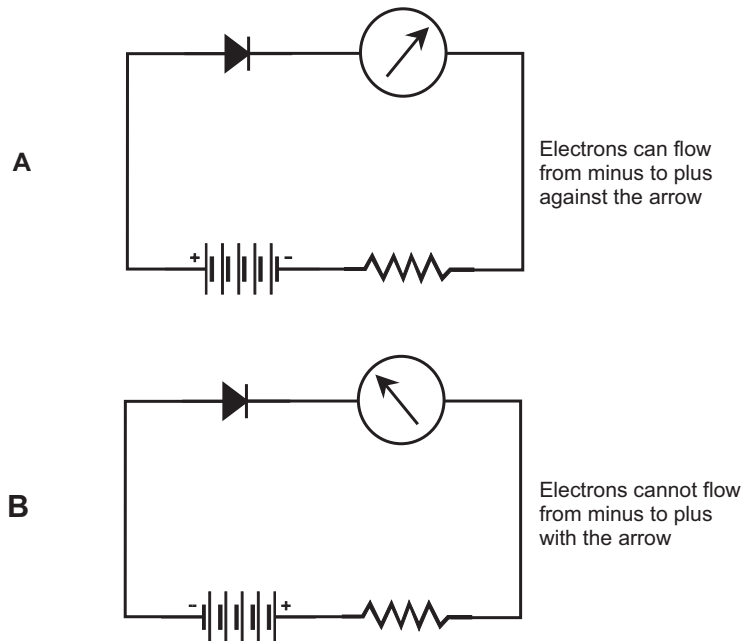 A
Electrons can flow
from minus to plus
against the arrow
+ -
B
Electrons cannot flow
from minus to plus
with the arrow
- +